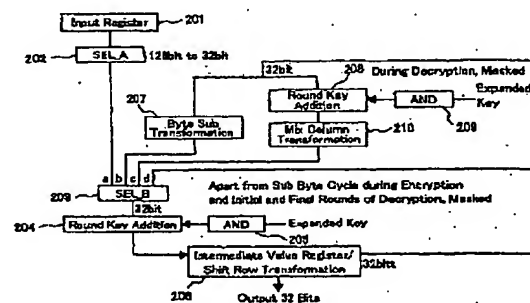 Input Register
201
202
SEL A
128bit to 32bit
32bit
208
During Decryption, Masked
207
Byte Sub
Transformation
Round Key
Addition
AND
Expanded
Key
209
Mix Column
Transformation
210
a b c d
203
SEL B
Apart from Sub Byte Cycle during Encryption
and Initial and Final Rounds of Decryption, Masked
32bit
204
Round Key Addition
AND
Expanded Key
205
Intermediate Value Register/
Shift Row Transformation
32bits
206
Output 32 Bits